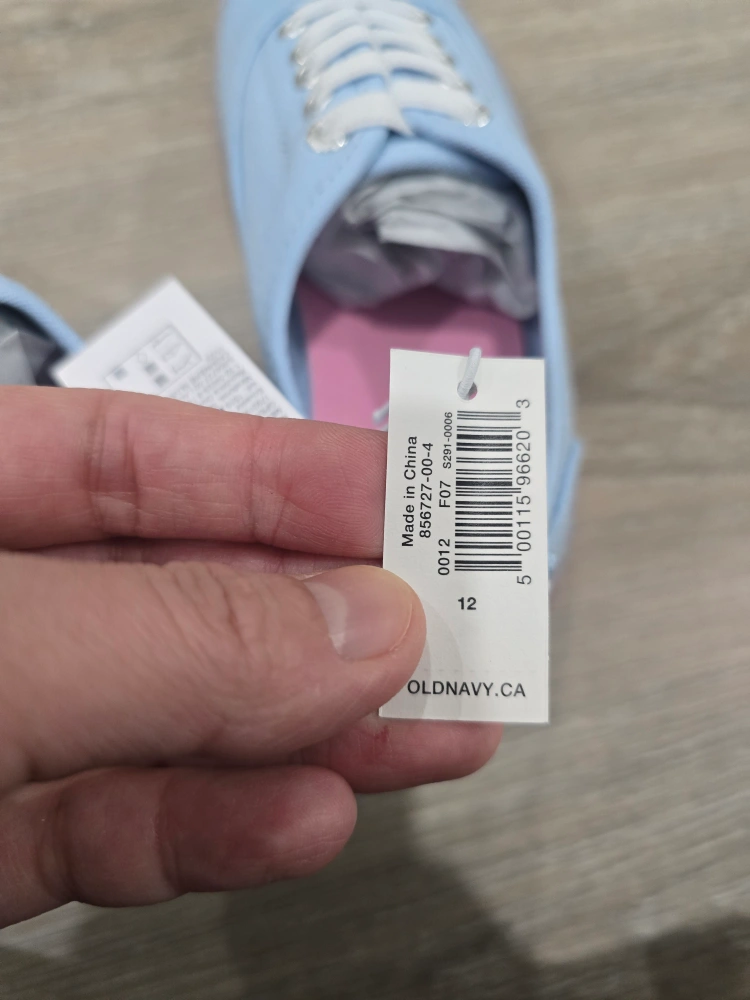 Made in China
856727-00-4
0012 F07 S291-0006
5 00115 96620 3
12
OLDNAVY.CA